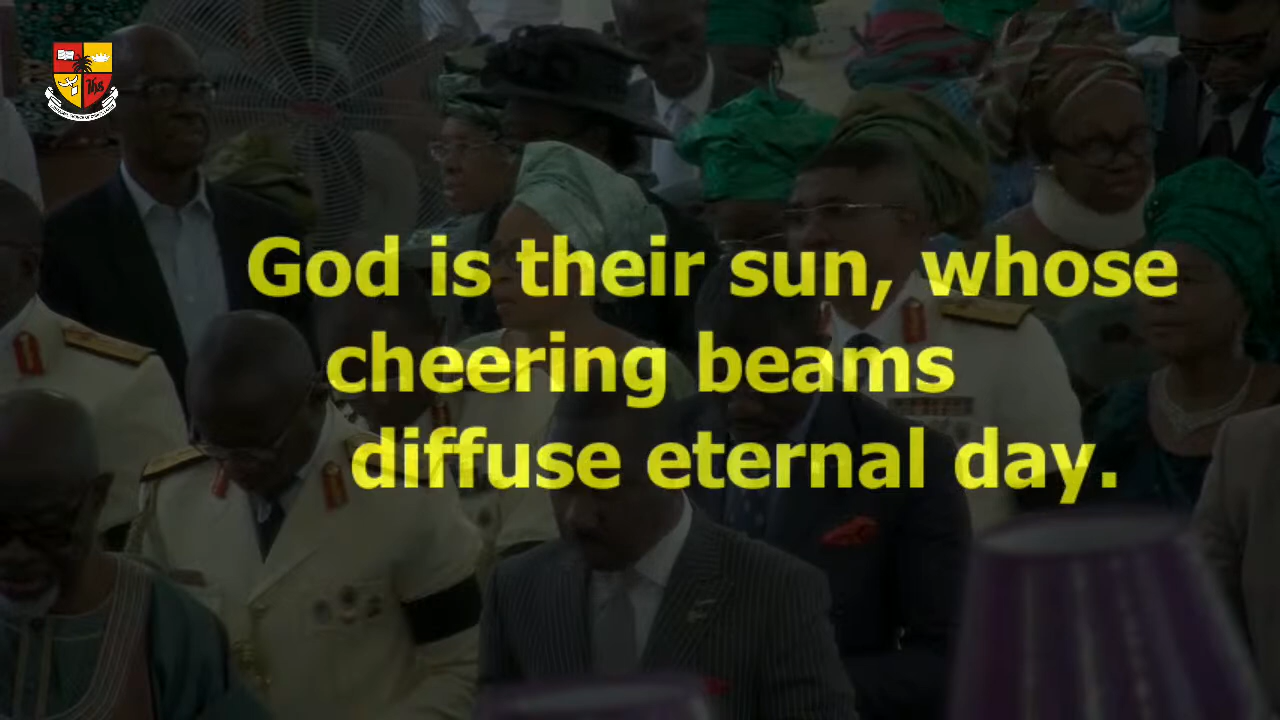 God is their sun, whose
cheering beams
diffuse eternal day.